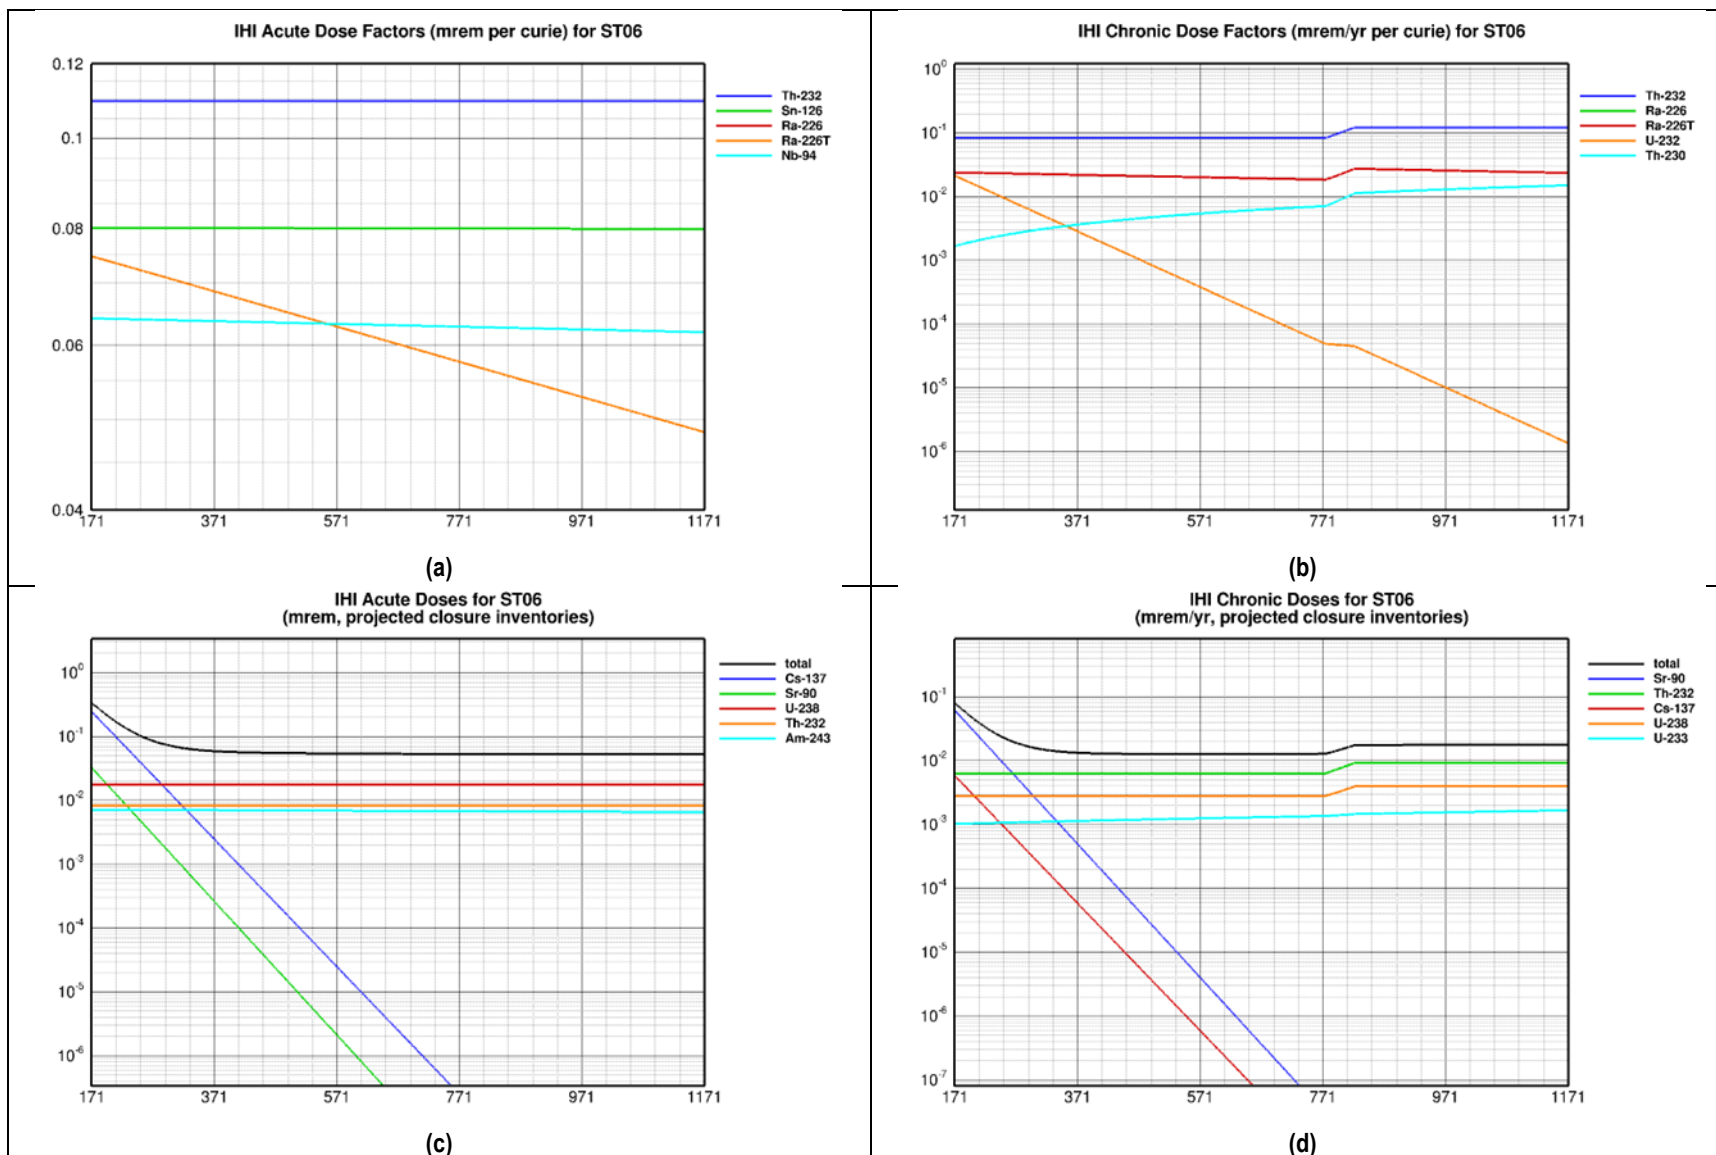 IHI Acute Dose Factors (mrem per curie) for ST06
0.12
0.1
0.08
0.06
0.04
171 371 571 771 971 1171
Th-232
Sn-126
Ra-226
Ra-226T
Nb-94
(a)
IHI Chronic Dose Factors (mrem/yr per curie) for ST06
10⁰
10⁻¹
10⁻²
10⁻³
10⁻⁴
10⁻⁵
10⁻⁶
171 371 571 771 971 1171
Th-232
Ra-226
Ra-226T
U-232
Th-230
(b)
IHI Acute Doses for ST06
(mrem, projected closure inventories)
10⁰
10⁻¹
10⁻²
10⁻³
10⁻⁴
10⁻⁵
10⁻⁶
171 371 571 771 971 1171
total
Cs-137
Sr-90
U-238
Th-232
Am-243
(c)
IHI Chronic Doses for ST06
(mrem/yr, projected closure inventories)
10⁻¹
10⁻²
10⁻³
10⁻⁴
10⁻⁵
10⁻⁶
10⁻⁷
171 371 571 771 971 1171
total
Sr-90
Th-232
Cs-137
U-238
U-233
(d)